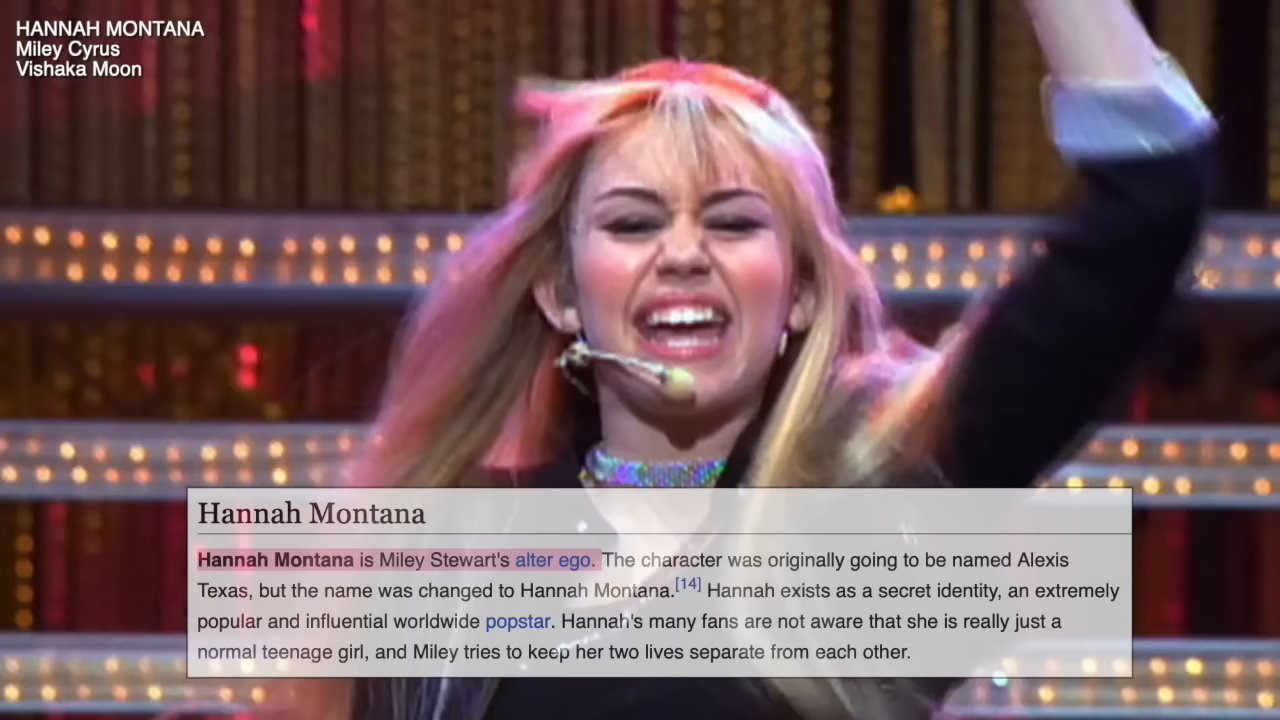 HANNAH MONTANA
Miley Cyrus
Vishaka Moon
Hannah Montana
Hannah Montana is Miley Stewart's alter ego. The character was originally going to be named Alexis
Texas, but the name was changed to Hannah Montana.[14] Hannah exists as a secret identity, an extremely
popular and influential worldwide popstar. Hannah's many fans are not aware that she is really just a
normal teenage girl, and Miley tries to keep her two lives separate from each other.